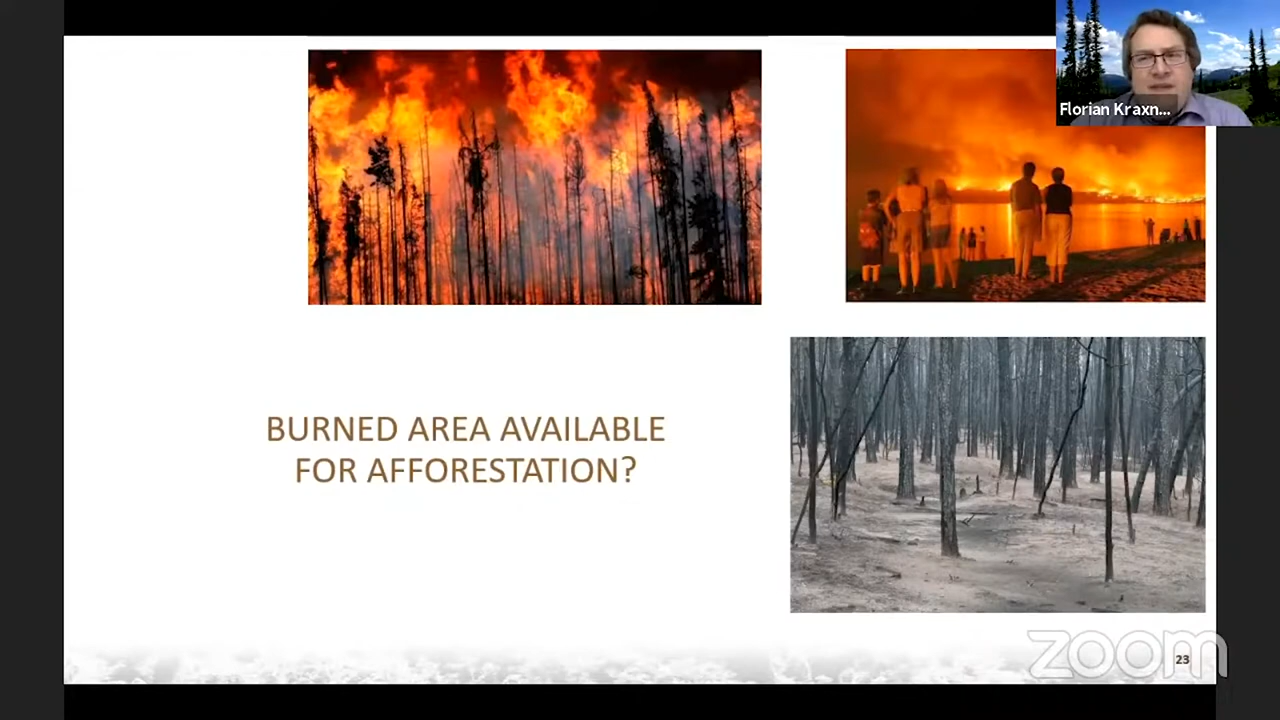 Florian Kraxn...
BURNED AREA AVAILABLE
FOR AFFORESTATION?
zoom
23